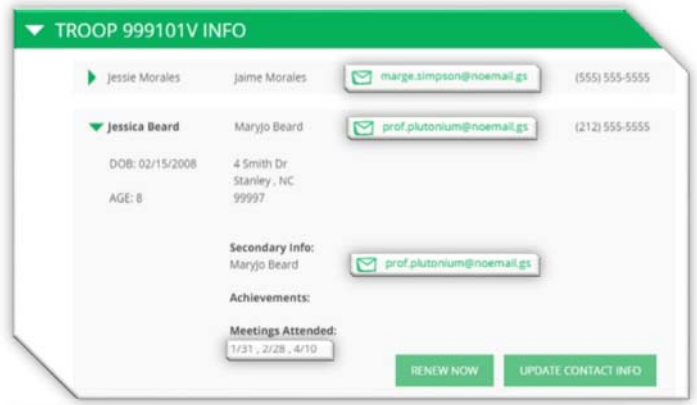 TROOP 999101V INFO
Jessie Morales Jaime Morales marge.simpson@noemail.gs (555) 555-5555
Jessica Beard Maryjo Beard prof.plutonium@noemail.gs (212) 555-5555
DOB: 02/15/2008 4 Smith Dr
Stanley , NC
AGE: 8 99997
Secondary Info:
Maryjo Beard prof.plutonium@noemail.gs
Achievements:
Meetings Attended:
1/31 , 2/28 , 4/10
RENEW NOW UPDATE CONTACT INFO